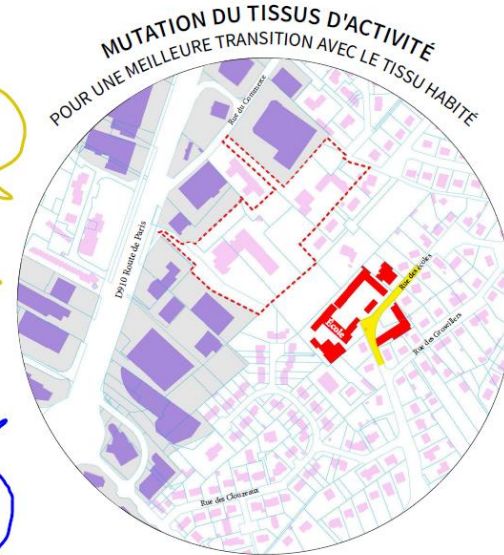 MUTATION DU TISSUS D'ACTIVITÉ
POUR UNE MEILLEURE TRANSITION AVEC LE TISSU HABITÉ
Rue du Commerce
D910 Route de Paris
Rue des écoles
École
Rue des Groseillers
Rue des Clouzeaux